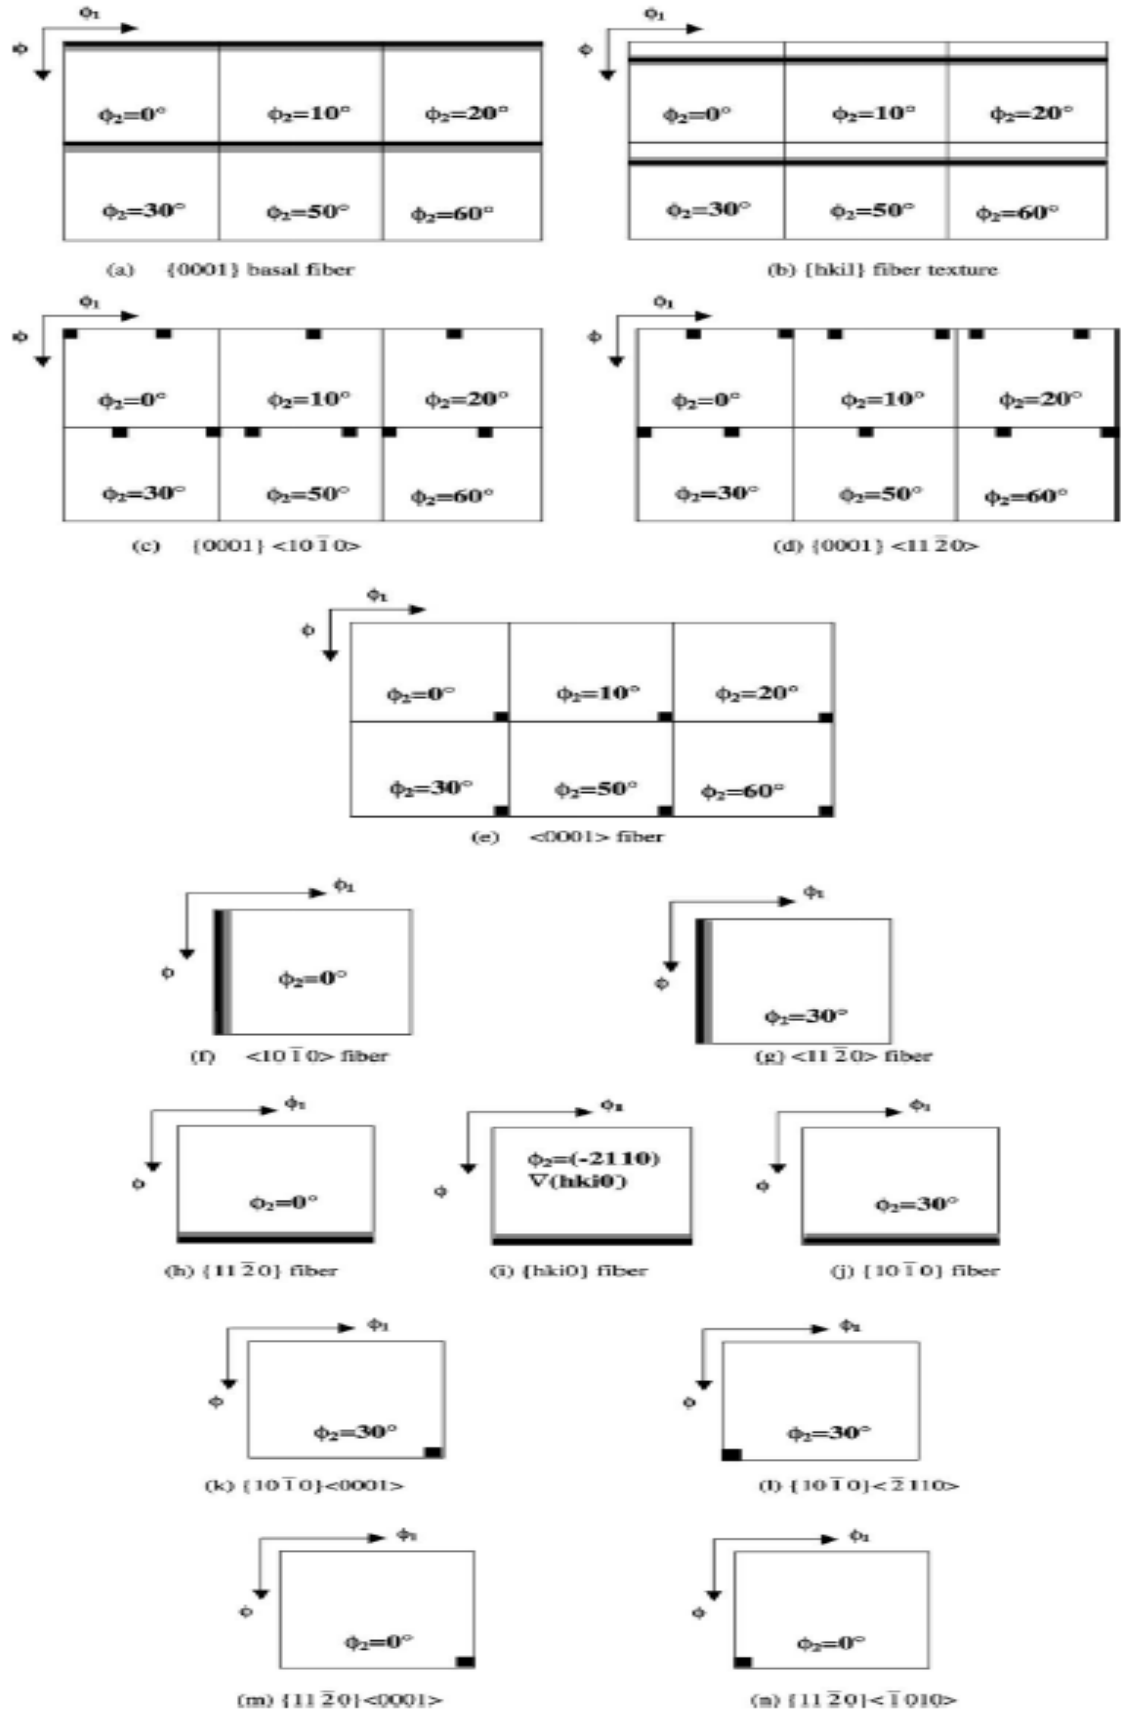 ϕ₁ ϕ₁
ϕ ϕ
ϕ₂=0° ϕ₂=10° ϕ₂=20° ϕ₂=0° ϕ₂=10° ϕ₂=20°
ϕ₂=30° ϕ₂=50° ϕ₂=60° ϕ₂=30° ϕ₂=50° ϕ₂=60°
(a) {0001} basal fiber (b) {hkil} fiber texture
ϕ₁ ϕ₁
ϕ ϕ
ϕ₂=0° ϕ₂=10° ϕ₂=20° ϕ₂=0° ϕ₂=10° ϕ₂=20°
ϕ₂=30° ϕ₂=50° ϕ₂=60° ϕ₂=30° ϕ₂=50° ϕ₂=60°
(c) {0001} <101̅0> (d) {0001} <112̅0>
ϕ₁
ϕ
ϕ₂=0° ϕ₂=10° ϕ₂=20°
ϕ₂=30° ϕ₂=50° ϕ₂=60°
(e) <0001> fiber
ϕ₁ ϕ₁
ϕ ϕ
ϕ₂=0° ϕ₂=30°
(f) <101̅0> fiber (g) <112̅0> fiber
ϕ₁ ϕ₁ ϕ₁
ϕ ϕ ϕ
ϕ₂=0° ϕ₂=(-2110) ϕ₂=30°
∇(hki0)
(h) {112̅0} fiber (i) {hki0} fiber (j) {101̅0} fiber
ϕ₁ ϕ₁
ϕ ϕ
ϕ₂=30° ϕ₂=30°
(k) {101̅0}<0001> (l) {101̅0}<2̅110>
ϕ₁ ϕ₁
ϕ ϕ
ϕ₂=0° ϕ₂=0°
(m) {112̅0}<0001> (n) {112̅0}<1̅010>